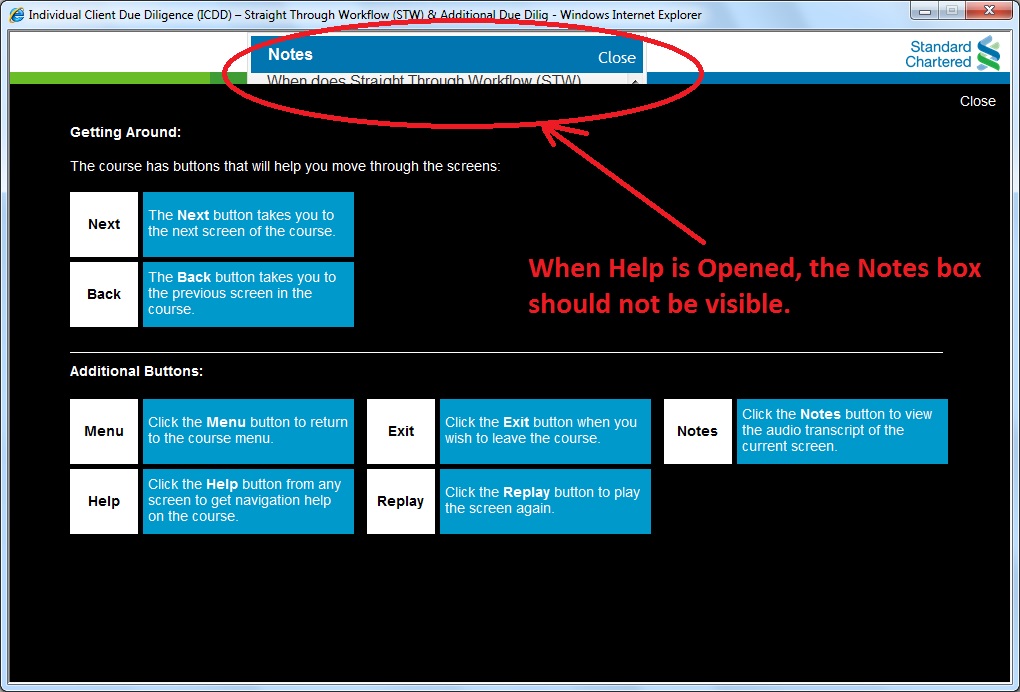 Individual Client Due Diligence (ICDD) – Straight Through Workflow (STW) & Additional Due Dilig - Windows Internet Explorer
Notes
Close
When does Straight Through Workflow (STW)
Standard
Chartered
Close
Getting Around:
The course has buttons that will help you move through the screens:
Next
The Next button takes you to
the next screen of the course.
Back
The Back button takes you to
the previous screen in the
course.
When Help is Opened, the Notes box
should not be visible.
Additional Buttons:
Menu
Click the Menu button to return
to the course menu.
Exit
Click the Exit button when you
wish to leave the course.
Notes
Click the Notes button to view
the audio transcript of the
current screen.
Help
Click the Help button from any
screen to get navigation help
on the course.
Replay
Click the Replay button to play
the screen again.